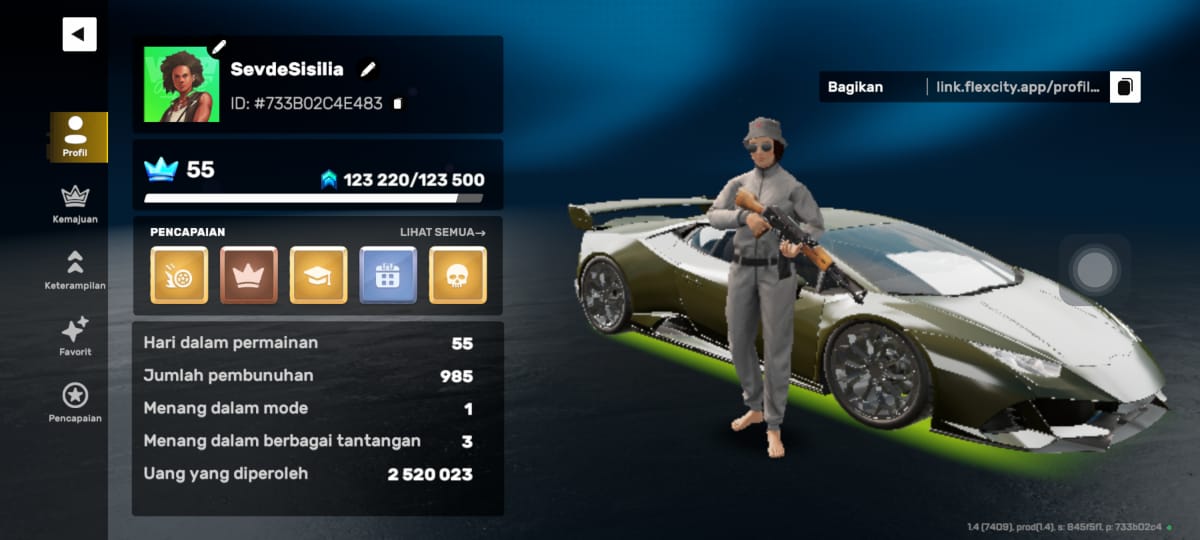 SevdeSisilia
ID: #733B02C4E483
Bagikan
link.flexcity.app/profil...
Profil
Kemajuan
Keterampilan
Favorit
Pencapaian
55
123 220/123 500
PENCAPAIAN
LIHAT SEMUA→
Hari dalam permainan 55
Jumlah pembunuhan 985
Menang dalam mode 1
Menang dalam berbagai tantangan 3
Uang yang diperoleh 2 520 023
1.4 (7409), prod(1.4), s: 845f5f1, p: 733b02c4